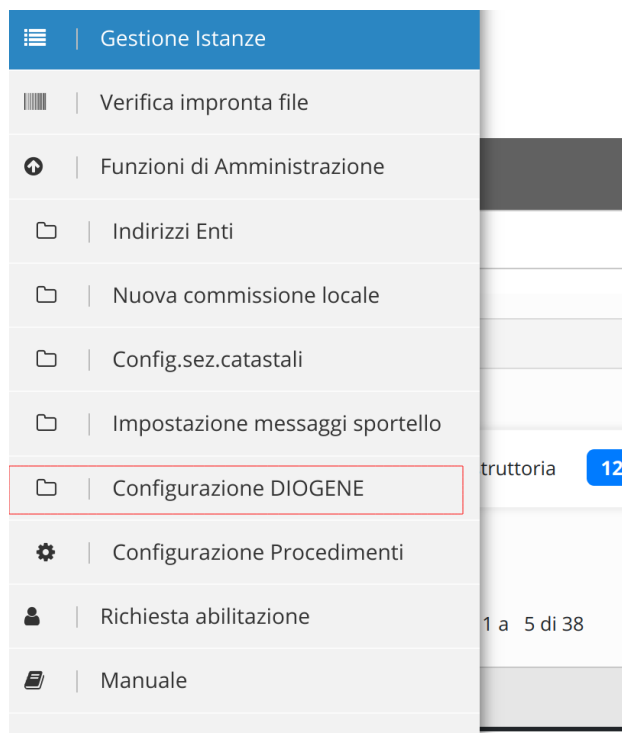 Gestione Istanze
Verifica impronta file
Funzioni di Amministrazione
Indirizzi Enti
Nuova commissione locale
Config.sez.catastali
Impostazione messaggi sportello
truttoria 12
Configurazione DIOGENE
Configurazione Procedimenti
Richiesta abilitazione
1 a 5 di 38
Manuale